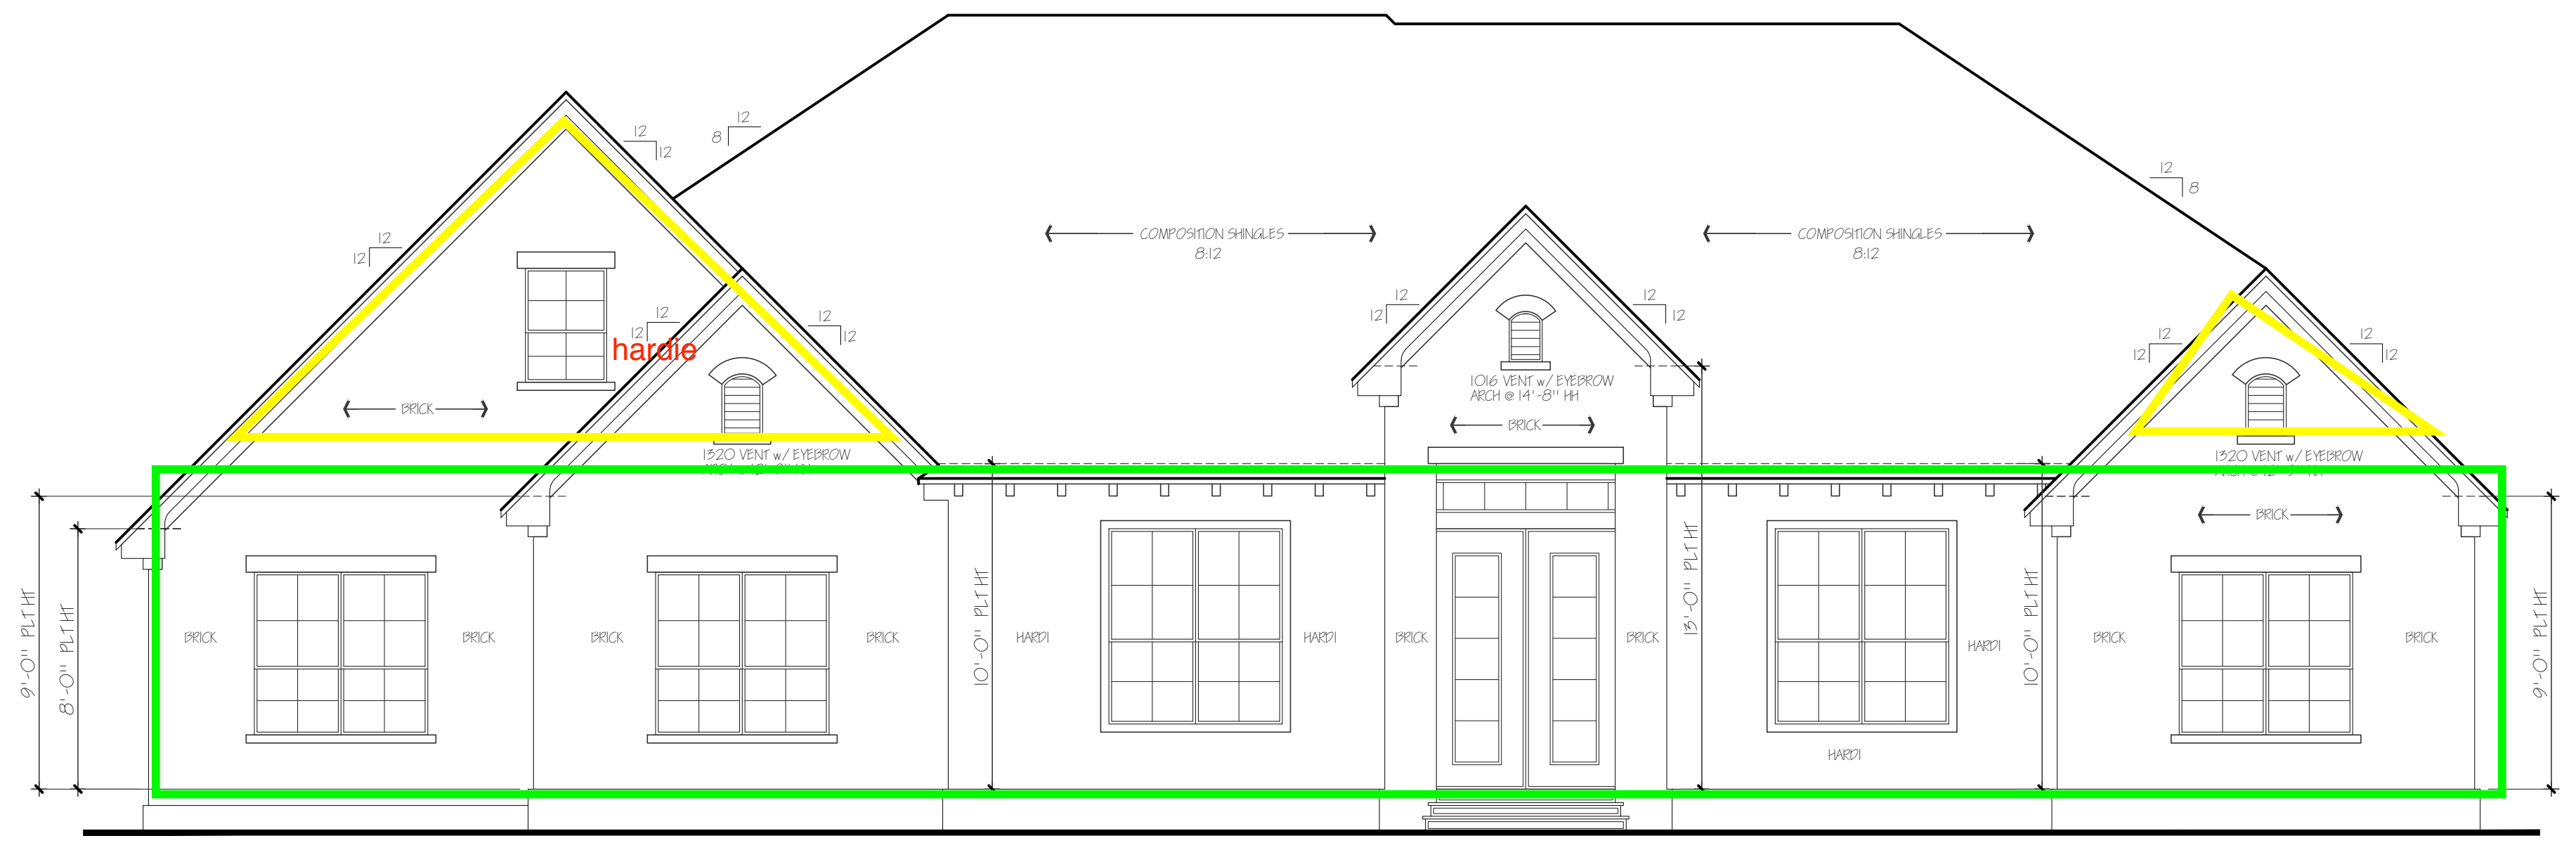 12
8
12
12
12
8
12
12
COMPOSITION SHINGLES
8:12
COMPOSITION SHINGLES
8:12
12
12
12
12
12
12
12
12
hardie
12
12
12
12
1016 VENT w/ EYEBROW
ARCH @ 14'-8" HH
BRICK
BRICK
1320 VENT w/ EYEBROW
1320 VENT w/ EYEBROW
BRICK
9'-0" PLT HT
8'-0" PLT HT
BRICK
BRICK
BRICK
BRICK
10'-0" PLT HT
HARDI
HARDI
BRICK
BRICK
13'-0" PLT HT
HARDI
10'-0" PLT HT
BRICK
BRICK
9'-0" PLT HT
HARDI